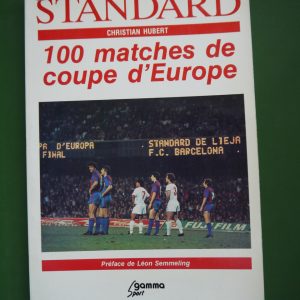 STANDARD
CHRISTIAN HUBERT
100 matches de
coupe d'Europe
PA D'EUROPA STANDARD DE LIEJA
FINAL F.C. BARCELONA
FUJIFILM
Préface de Léon Semmeling
gamma
sport